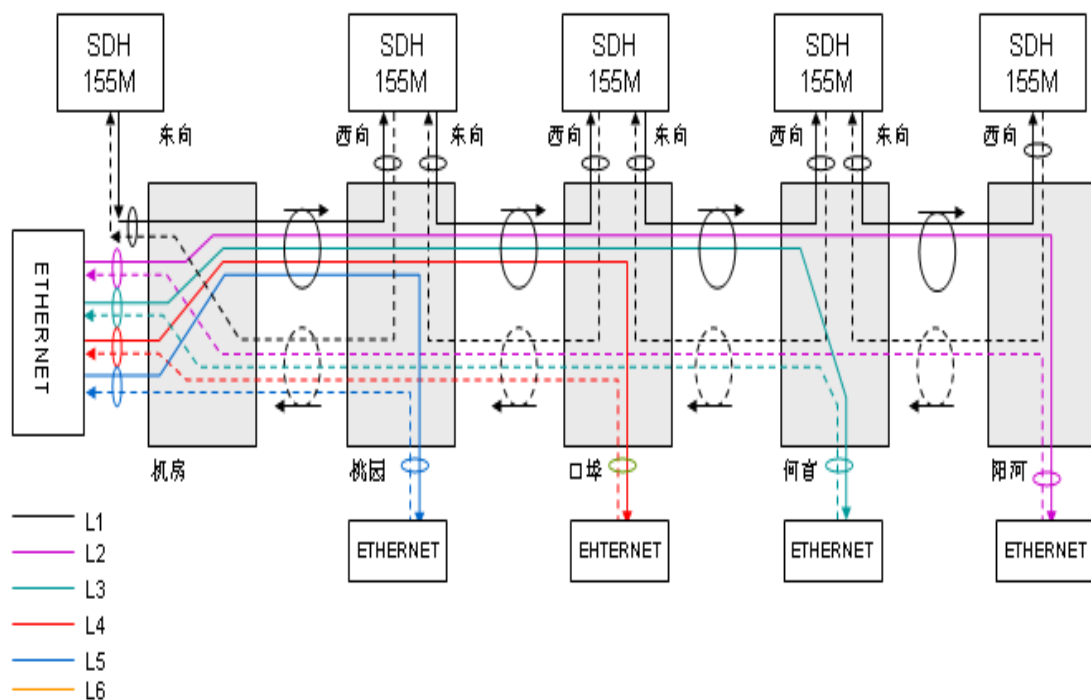 SDH
155M
SDH
155M
SDH
155M
SDH
155M
SDH
155M
东向
西向
东向
西向
东向
西向
东向
西向
ETHERNET
机房
桃园
口埠
何官
阳河
ETHERNET
EHTERNET
ETHERNET
ETHERNET
L1
L2
L3
L4
L5
L6